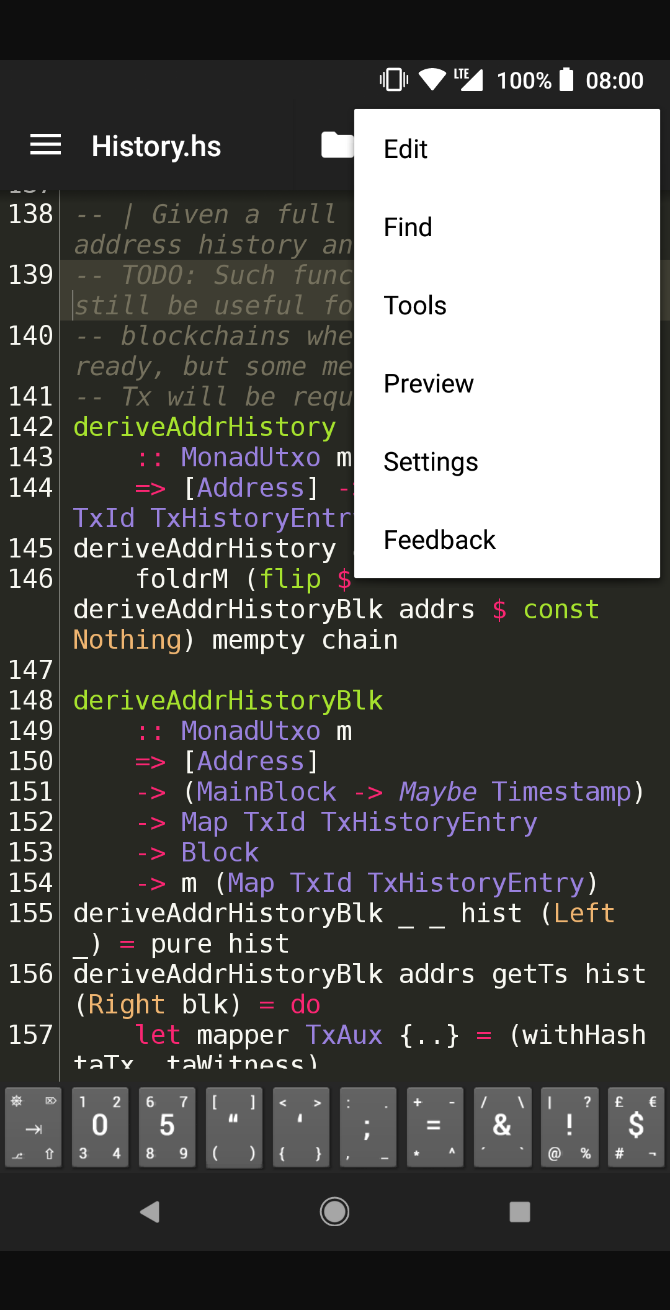 LTE 100% 08:00
History.hs
Edit
Find
Tools
Preview
Settings
Feedback
137
138 -- | Given a full
address history an
139 -- TODO: Such func
still be useful fo
140 -- blockchains whe
ready, but some me
141 -- Tx will be requ
142 deriveAddrHistory
143 :: MonadUtxo m
144 => [Address] -
TxId TxHistoryEntr
145 deriveAddrHistory
146 foldrM (flip $
deriveAddrHistoryBlk addrs $ const
Nothing) mempty chain
147
148 deriveAddrHistoryBlk
149 :: MonadUtxo m
150 => [Address]
151 -> (MainBlock -> Maybe Timestamp)
152 -> Map TxId TxHistoryEntry
153 -> Block
154 -> m (Map TxId TxHistoryEntry)
155 deriveAddrHistoryBlk _ _ hist (Left
_) = pure hist
156 deriveAddrHistoryBlk addrs getTs hist
(Right blk) = do
157 let mapper TxAux {..} = (withHash
taTx, taWitness)
1 2 6 7 [ ] < > : . + - / \ | ? £ €
0 5 “ ‘ ; = & ! $
3 4 8 9 ( ) { } , _ * ^ ´ ` @ % # ¬